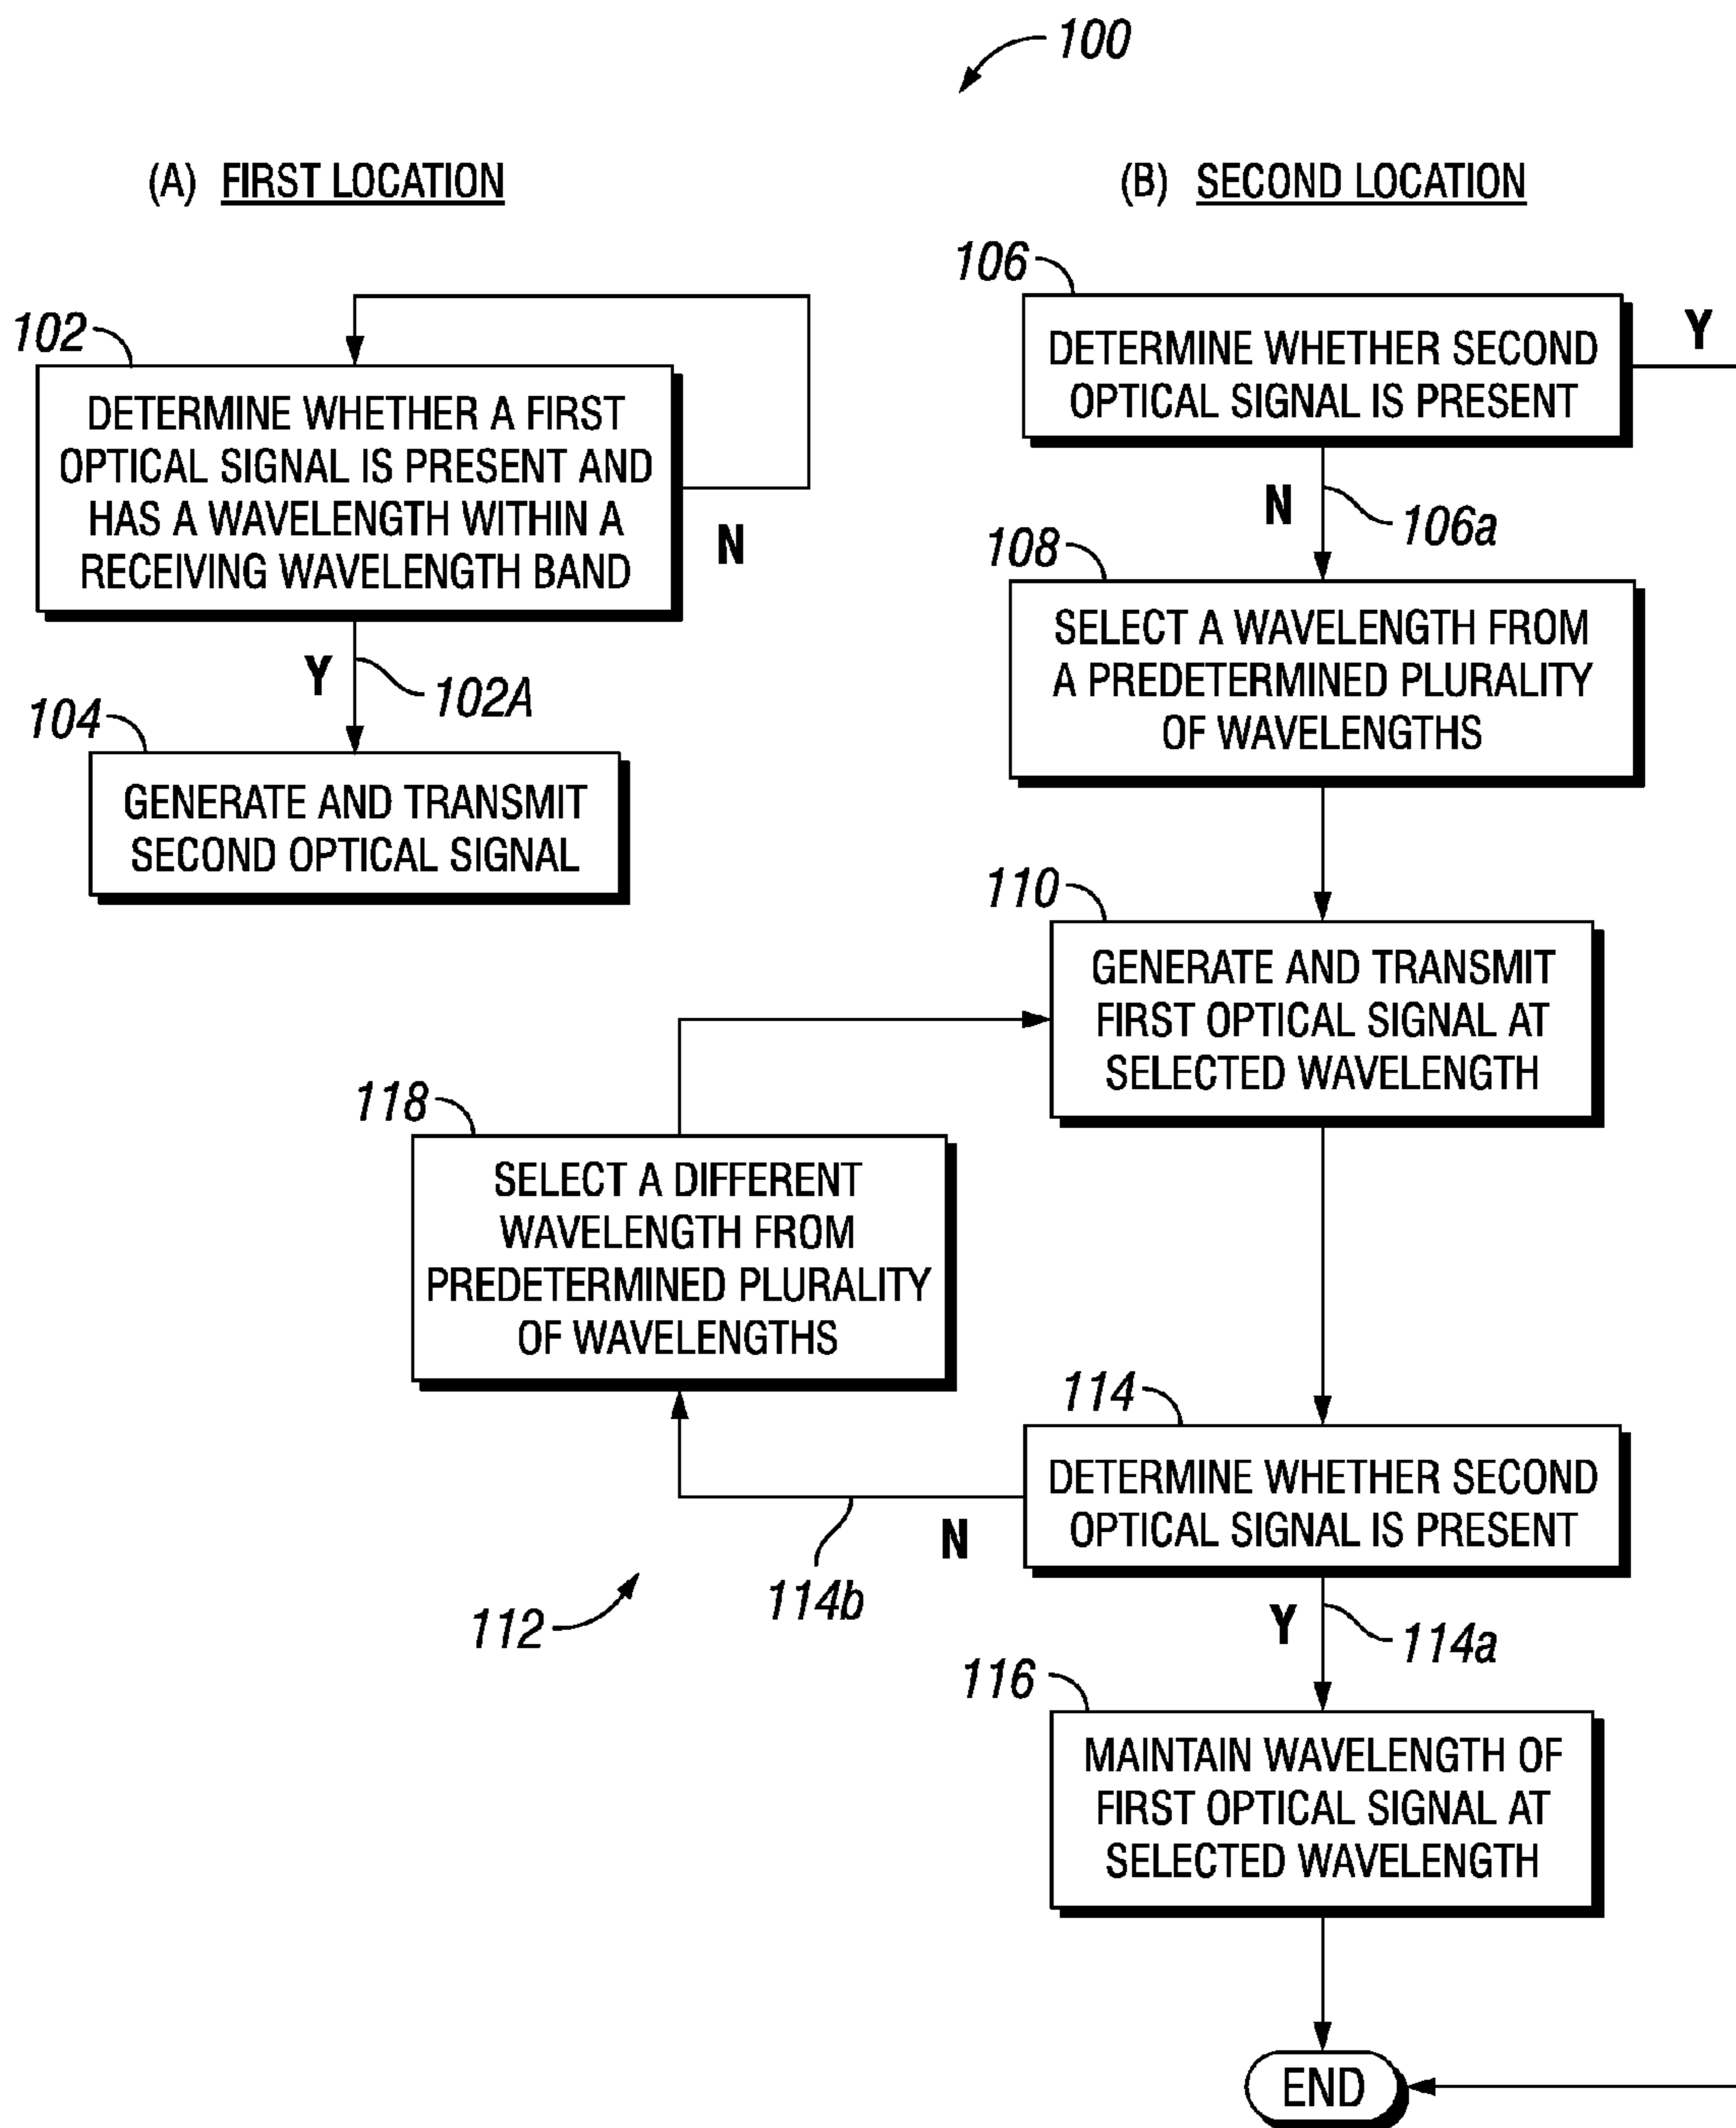 100
(A) FIRST LOCATION
102
DETERMINE WHETHER A FIRST
OPTICAL SIGNAL IS PRESENT AND
HAS A WAVELENGTH WITHIN A
RECEIVING WAVELENGTH BAND
N
Y
102A
104
GENERATE AND TRANSMIT
SECOND OPTICAL SIGNAL
(B) SECOND LOCATION
106
DETERMINE WHETHER SECOND
OPTICAL SIGNAL IS PRESENT
Y
N
106a
108
SELECT A WAVELENGTH FROM
A PREDETERMINED PLURALITY
OF WAVELENGTHS
110
GENERATE AND TRANSMIT
FIRST OPTICAL SIGNAL AT
SELECTED WAVELENGTH
118
SELECT A DIFFERENT
WAVELENGTH FROM
PREDETERMINED PLURALITY
OF WAVELENGTHS
114
DETERMINE WHETHER SECOND
OPTICAL SIGNAL IS PRESENT
N
114b
112
Y
114a
116
MAINTAIN WAVELENGTH OF
FIRST OPTICAL SIGNAL AT
SELECTED WAVELENGTH
END